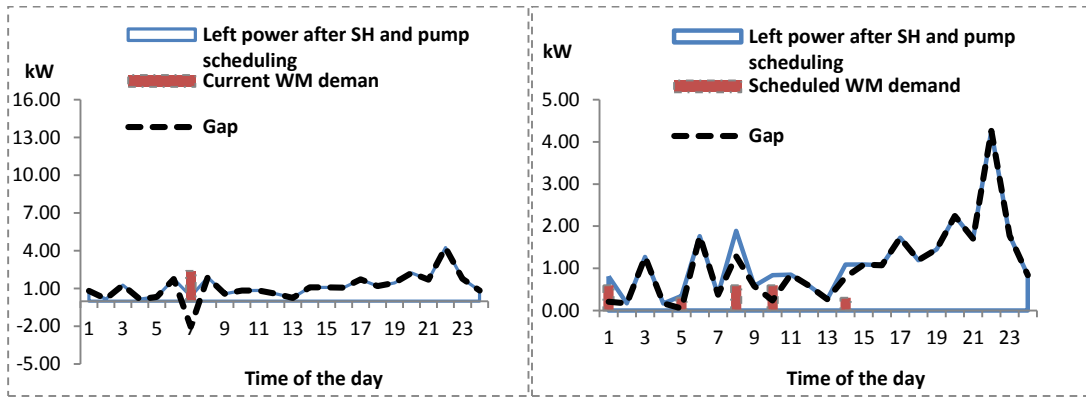 Left power after SH and pump
scheduling
kW
Current WM deman
16.00
13.00
Gap
10.00
7.00
4.00
1.00
-2.00
-5.00
1 3 5 7 9 11 13 15 17 19 21 23
Time of the day
Left power after SH and pump
scheduling
kW
Scheduled WM demand
5.00
Gap
4.00
3.00
2.00
1.00
0.00
1 3 5 7 9 11 13 15 17 19 21 23
Time of the day